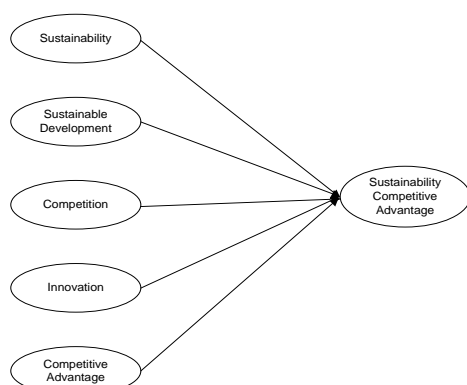 Sustainability
Sustainable
Development
Competition
Innovation
Competitive
Advantage
Sustainability
Competitive
Advantage